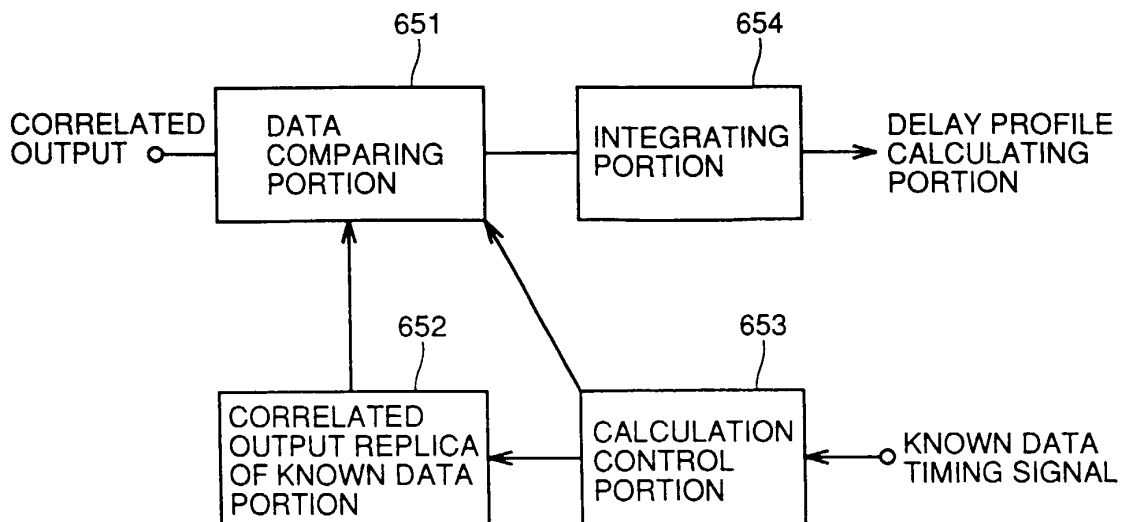 651
654
CORRELATED
OUTPUT
DATA
COMPARING
PORTION
INTEGRATING
PORTION
DELAY PROFILE
CALCULATING
PORTION
652
653
CORRELATED
OUTPUT REPLICA
OF KNOWN DATA
PORTION
CALCULATION
CONTROL
PORTION
KNOWN DATA
TIMING SIGNAL